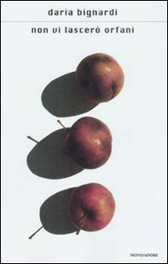 daria bignardi
non vi lascerò orfani
MONDADORI